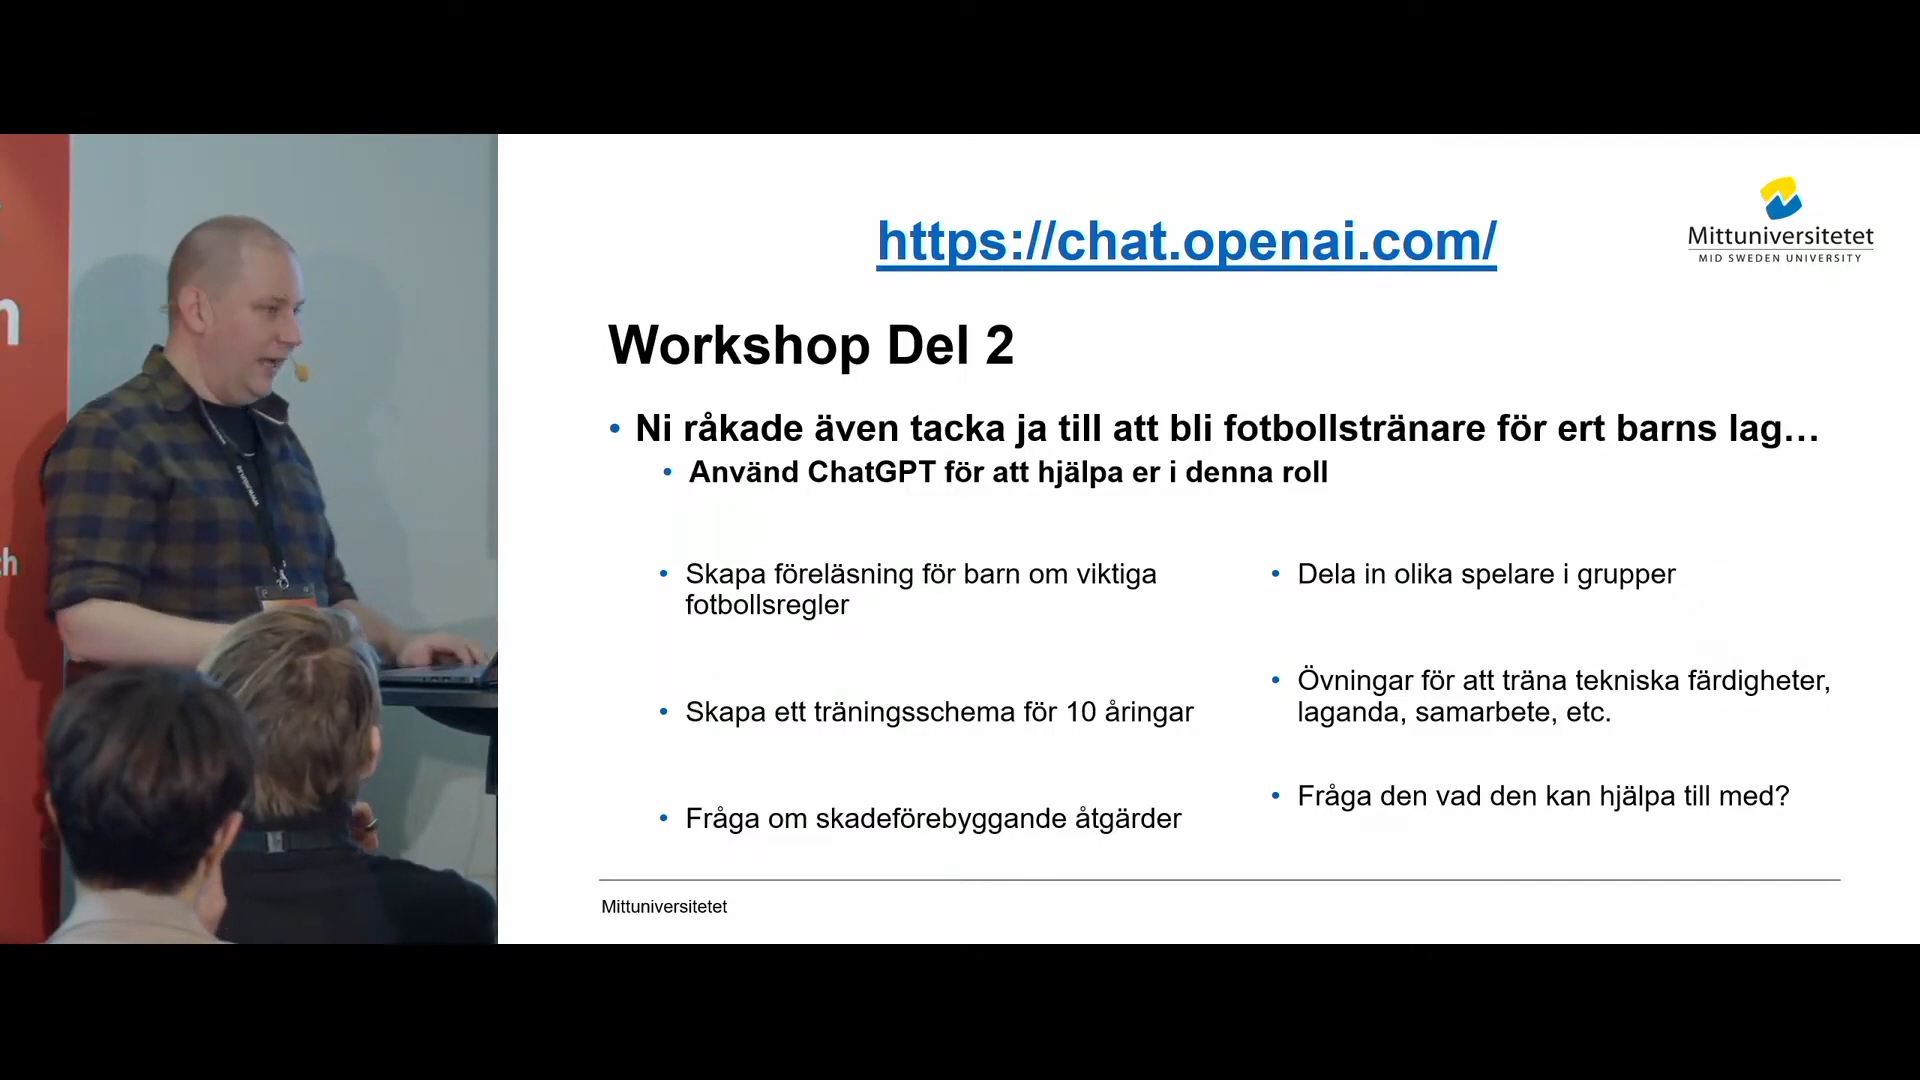 https://chat.openai.com/
Mittuniversitetet
MID SWEDEN UNIVERSITY
Workshop Del 2
• Ni råkade även tacka ja till att bli fotbollstränare för ert barns lag…
• Använd ChatGPT för att hjälpa er i denna roll
• Skapa föreläsning för barn om viktiga
fotbollsregler
• Skapa ett träningsschema för 10 åringar
• Fråga om skadeförebyggande åtgärder
• Dela in olika spelare i grupper
• Övningar för att träna tekniska färdigheter,
laganda, samarbete, etc.
• Fråga den vad den kan hjälpa till med?
Mittuniversitetet